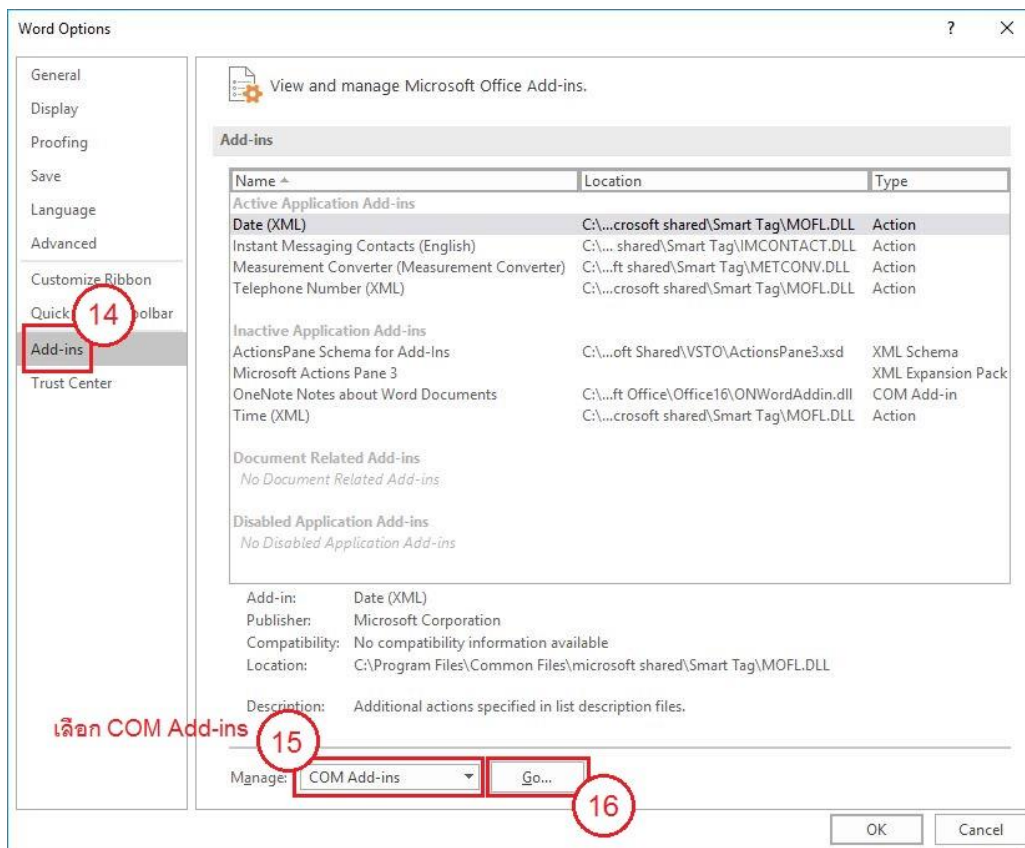 Word Options
?
General
Display
Proofing
Save
Language
Advanced
Customize Ribbon
Quick olbar
14
Add-ins
Trust Center
View and manage Microsoft Office Add-ins.
Add-ins
Name Location Type
Active Application Add-ins
Date (XML) C:\...crosoft shared\Smart Tag\MOFL.DLL Action
Instant Messaging Contacts (English) C:\... shared\Smart Tag\IMCONTACT.DLL Action
Measurement Converter (Measurement Converter) C:\...ft shared\Smart Tag\METCONV.DLL Action
Telephone Number (XML) C:\...crosoft shared\Smart Tag\MOFL.DLL Action
Inactive Application Add-ins
ActionsPane Schema for Add-Ins C:\...oft Shared\VSTO\ActionsPane3.xsd XML Schema
Microsoft Actions Pane 3 XML Expansion Pack
OneNote Notes about Word Documents C:\...ft Office\Office16\ONWordAddin.dll COM Add-in
Time (XML) C:\...crosoft shared\Smart Tag\MOFL.DLL Action
Document Related Add-ins
No Document Related Add-ins
Disabled Application Add-ins
No Disabled Application Add-ins
Add-in: Date (XML)
Publisher: Microsoft Corporation
Compatibility: No compatibility information available
Location: C:\Program Files\Common Files\microsoft shared\Smart Tag\MOFL.DLL
Description: Additional actions specified in list description files.
เลือก COM Add-ins
15
Manage: COM Add-ins Go...
16
OK Cancel